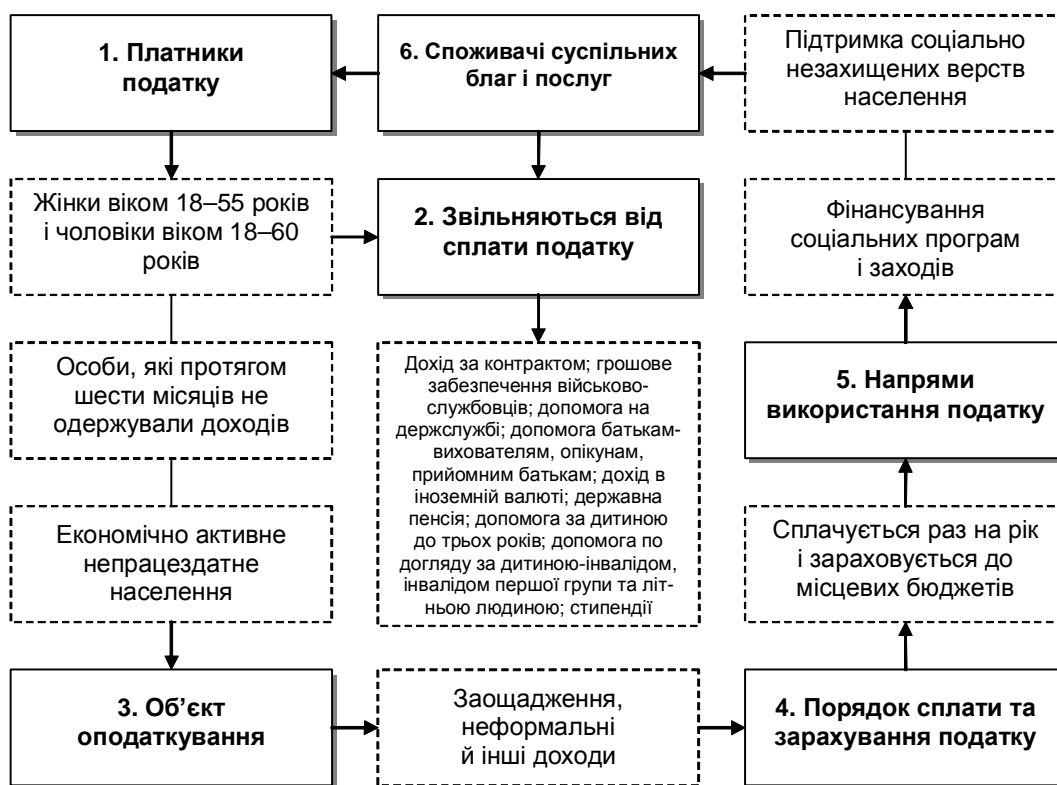 1. Платники
податку
6. Споживачі суспільних
благ і послуг
Підтримка соціально
незахищених верств
населення
Жінки віком 18–55 років
і чоловіки віком 18–60
років
2. Звільняються від
сплати податку
Фінансування
соціальних програм
і заходів
Особи, які протягом
шести місяців не
одержували доходів
Дохід за контрактом; грошове
забезпечення військово-
службовців; допомога на
держслужбі; допомога батькам-
вихователям, опікунам,
прийомним батькам; дохід в
іноземній валюті; державна
пенсія; допомога за дитиною
до трьох років; допомога по
догляду за дитиною-інвалідом,
інвалідом першої групи та літ-
ньою людиною; стипендії
5. Напрями
використання податку
Економічно активне
непрацездатне
населення
Сплачується раз на рік
і зараховується до
місцевих бюджетів
3. Об’єкт
оподаткування
Заощадження,
неформальні
й інші доходи
4. Порядок сплати та
зарахування податку